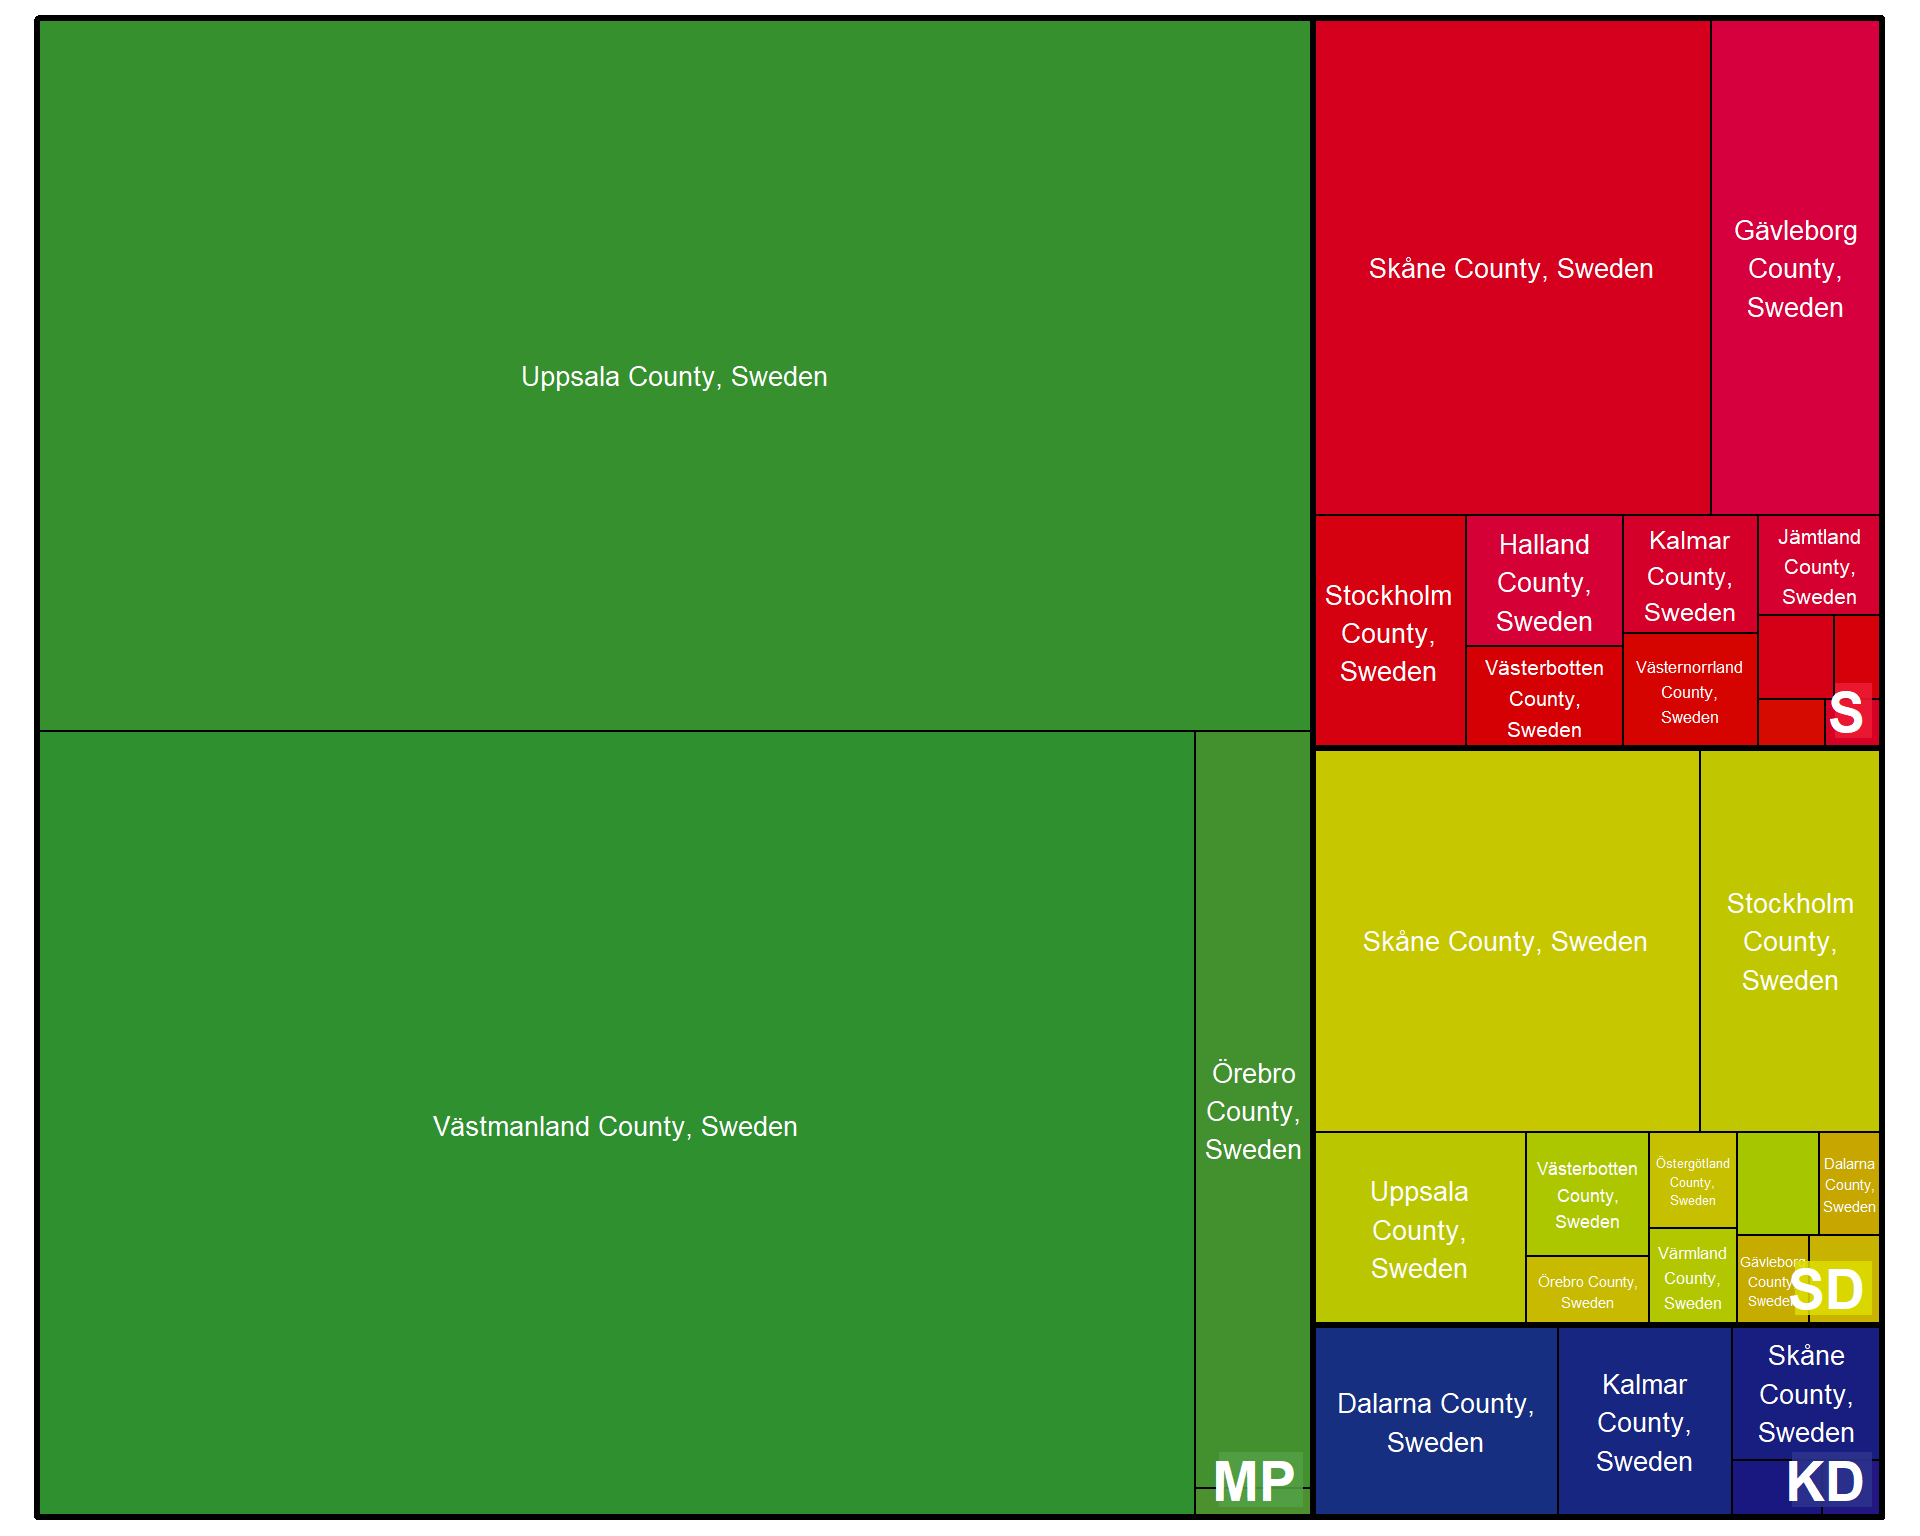 Uppsala County, Sweden
Västmanland County, Sweden
Örebro
County,
Sweden
MP
Skåne County, Sweden
Gävleborg
County,
Sweden
Stockholm
County,
Sweden
Halland
County,
Sweden
Västerbotten
County,
Sweden
Kalmar
County,
Sweden
Västernorrland
County,
Sweden
Jämtland
County,
Sweden
S
Skåne County, Sweden
Stockholm
County,
Sweden
Uppsala
County,
Sweden
Västerbotten
County,
Sweden
Örebro County,
Sweden
Östergötland
County,
Sweden
Värmland
County,
Sweden
Dalarna
County,
Sweden
Gävleborg
County,
Sweden
SD
Dalarna County,
Sweden
Kalmar
County,
Sweden
Skåne
County,
Sweden
KD